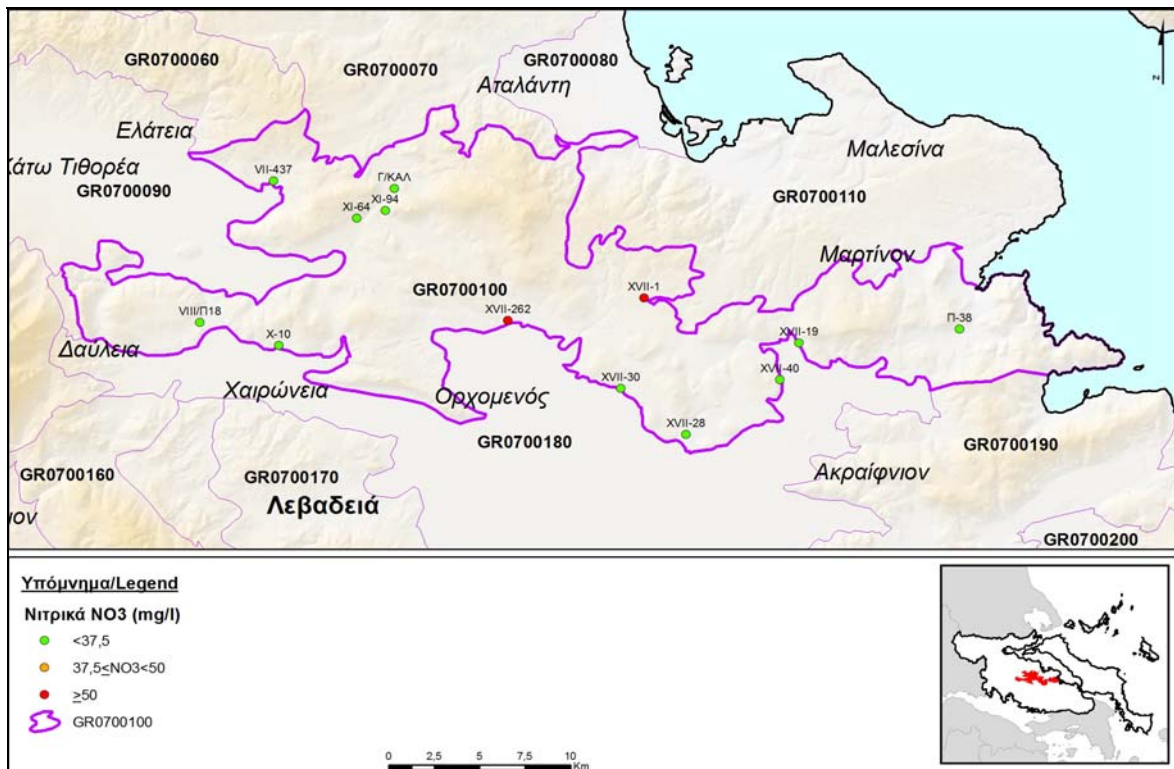 GR0700060
GR0700070
GR0700080
Αταλάντη
Ελάτεια
Κάτω Τιθορέα
GR0700090
VII-437
Γ/ΚΑΛ
XI-94
XI-64
Μαλεσίνα
GR0700110
Μαρτίνον
GR0700100
XVII-1
XVII-262
VIII/Π18
X-10
Π-38
XVII-19
XVII-40
XVII-30
XVII-28
Δαύλεια
Χαιρώνεια
Ορχομενός
GR0700180
GR0700190
Ακραίφνιον
GR0700160
GR0700170
Λεβαδειά
ιον
GR0700200
N
Υπόμνημα/Legend
Νιτρικά NO3 (mg/l)
<37,5
37,5≤NO3<50
≥50
GR0700100
0 2,5 5 7,5 10
Km